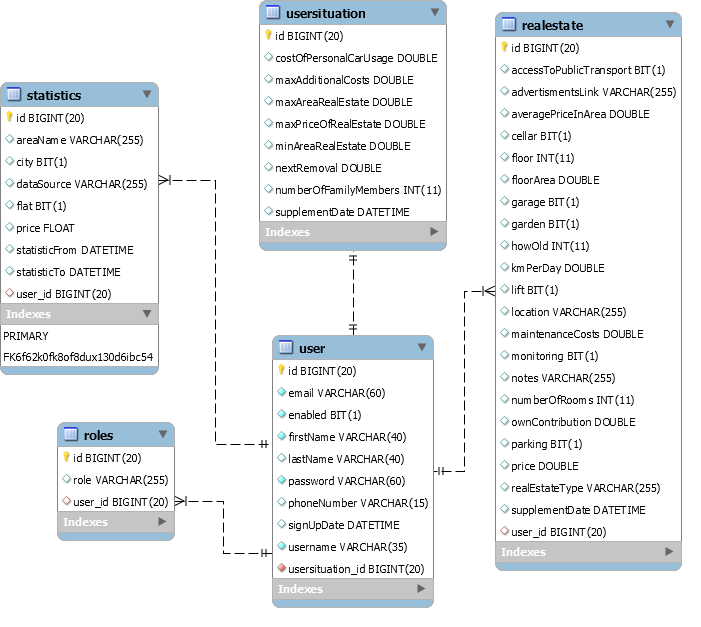 usersituation
id BIGINT(20)
costOfPersonalCarUsage DOUBLE
maxAdditionalCosts DOUBLE
maxAreaRealEstate DOUBLE
maxPriceOfRealEstate DOUBLE
minAreaRealEstate DOUBLE
nextRemoval DOUBLE
numberOfFamilyMembers INT(11)
supplementDate DATETIME
Indexes
realestate
id BIGINT(20)
accessToPublicTransport BIT(1)
advertismentsLink VARCHAR(255)
averagePriceInArea DOUBLE
cellar BIT(1)
floor INT(11)
floorArea DOUBLE
garage BIT(1)
garden BIT(1)
howOld INT(11)
kmPerDay DOUBLE
lift BIT(1)
location VARCHAR(255)
maintenanceCosts DOUBLE
monitoring BIT(1)
notes VARCHAR(255)
numberOfRooms INT(11)
ownContribution DOUBLE
parking BIT(1)
price DOUBLE
realEstateType VARCHAR(255)
supplementDate DATETIME
user_id BIGINT(20)
Indexes
statistics
id BIGINT(20)
areaName VARCHAR(255)
city BIT(1)
dataSource VARCHAR(255)
flat BIT(1)
price FLOAT
statisticFrom DATETIME
statisticTo DATETIME
user_id BIGINT(20)
Indexes
PRIMARY
FK6f62k0fk8of8dux130d6ibc54
user
id BIGINT(20)
email VARCHAR(60)
enabled BIT(1)
firstName VARCHAR(40)
lastName VARCHAR(40)
password VARCHAR(60)
phoneNumber VARCHAR(15)
signUpDate DATETIME
username VARCHAR(35)
usersituation_id BIGINT(20)
Indexes
roles
id BIGINT(20)
role VARCHAR(255)
user_id BIGINT(20)
Indexes